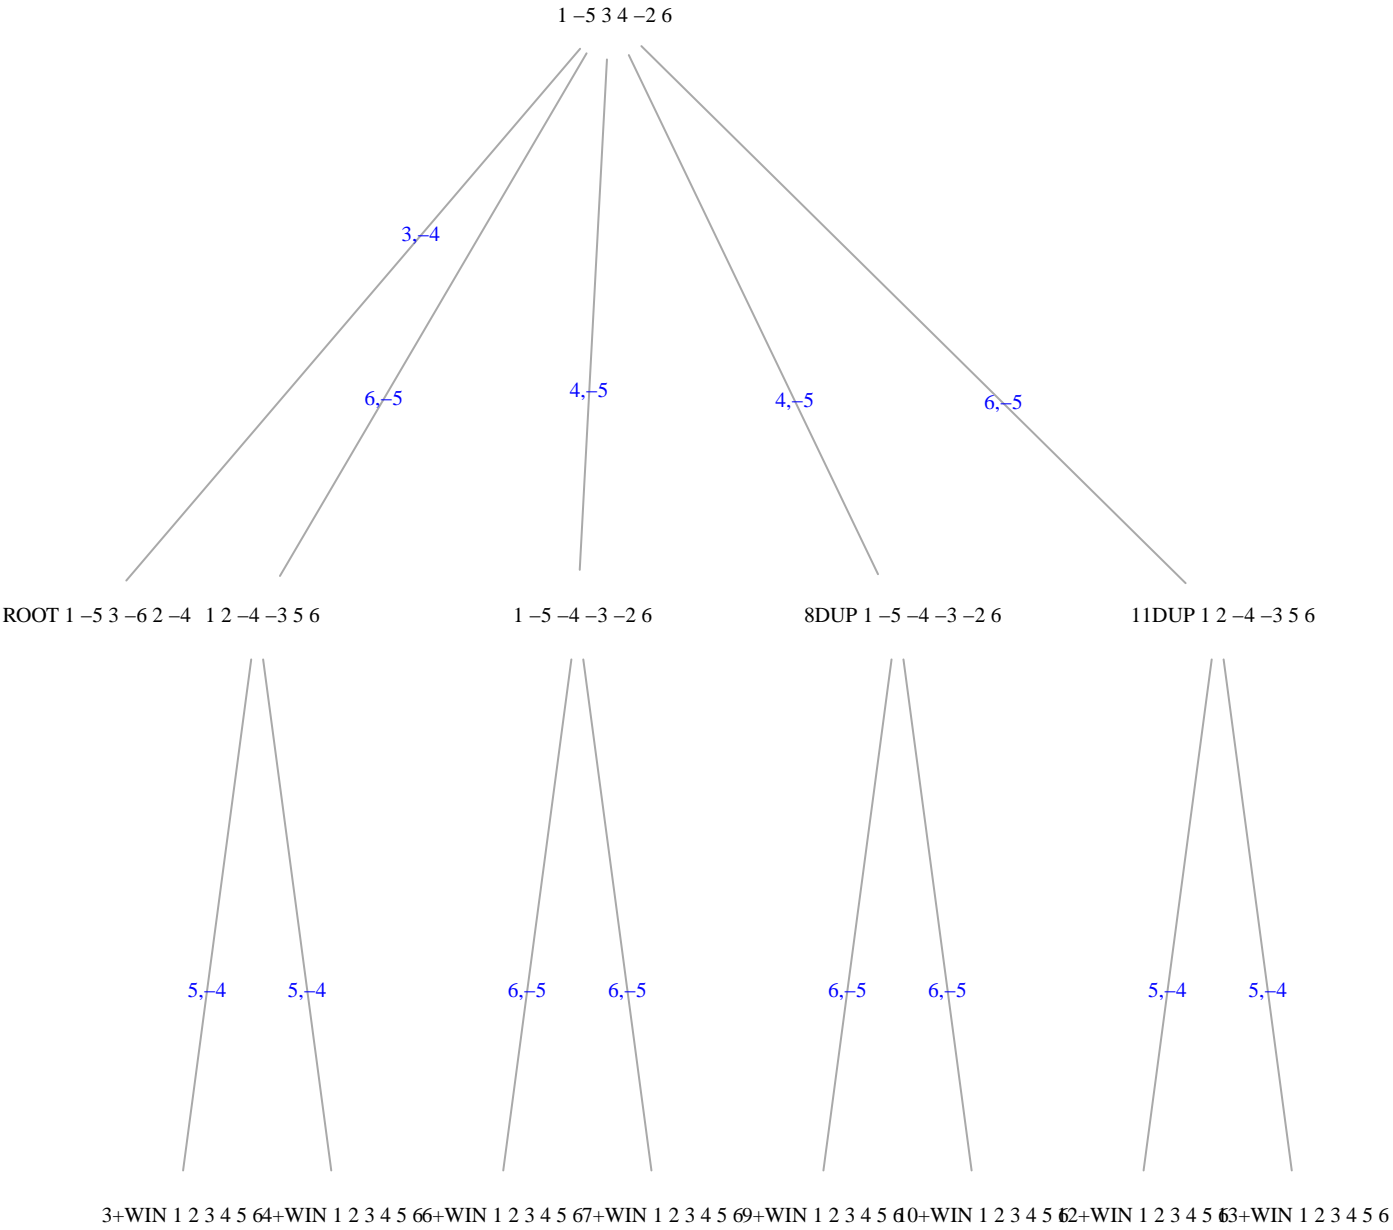 1 –5 3 4 –2 6
3,–4
6,–5
4,–5
4,–5
6,–5
ROOT 1 –5 3 –6 2 –4
1 2 –4 –3 5 6
1 –5 –4 –3 –2 6
8DUP 1 –5 –4 –3 –2 6
11DUP 1 2 –4 –3 5 6
5,–4
5,–4
6,–5
6,–5
6,–5
6,–5
5,–4
5,–4
3+WIN 1 2 3 4 5 6
4+WIN 1 2 3 4 5 6
6+WIN 1 2 3 4 5 6
7+WIN 1 2 3 4 5 6
9+WIN 1 2 3 4 5 6
10+WIN 1 2 3 4 5 6
12+WIN 1 2 3 4 5 6
13+WIN 1 2 3 4 5 6